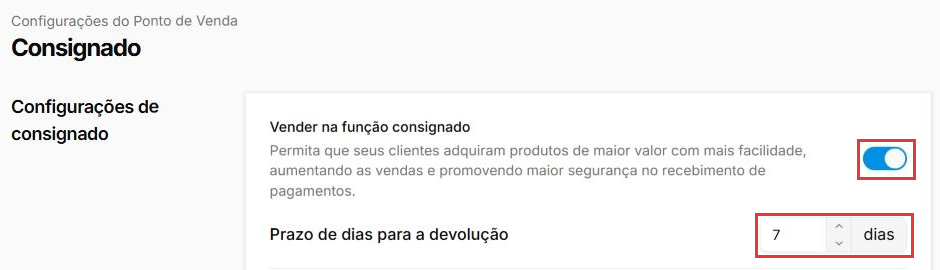 Configurações do Ponto de Venda
Consignado
Configurações de
consignado
Vender na função consignado
Permita que seus clientes adquiram produtos de maior valor com mais facilidade,
aumentando as vendas e promovendo maior segurança no recebimento de
pagamentos.
Prazo de dias para a devolução
7 dias